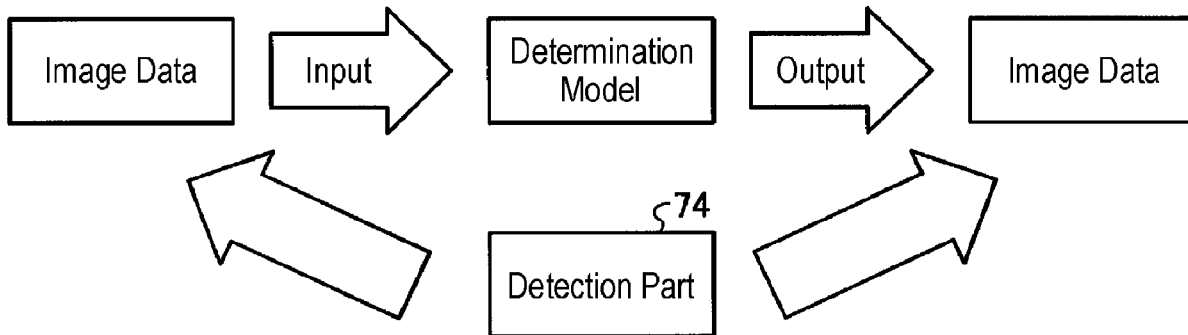 Image Data
Input
Determination
Model
Output
Image Data
74
Detection Part